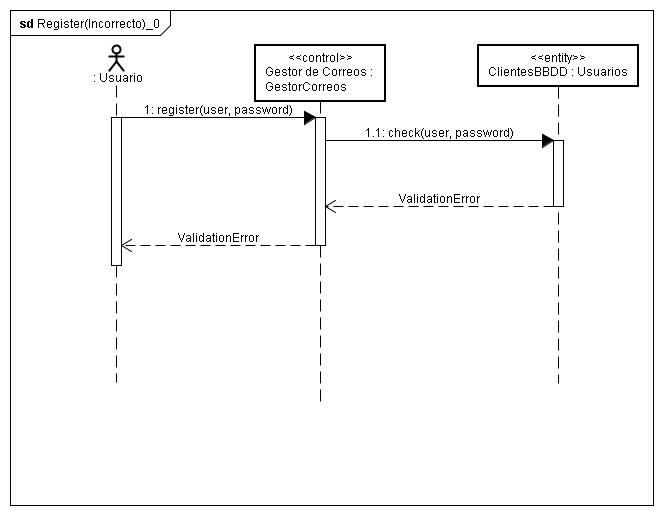 sd Register(Incorrecto)_0
: Usuario
<<control>>
Gestor de Correos :
GestorCorreos
<<entity>>
ClientesBBDD : Usuarios
1: register(user, password)
1.1: check(user, password)
ValidationError
ValidationError